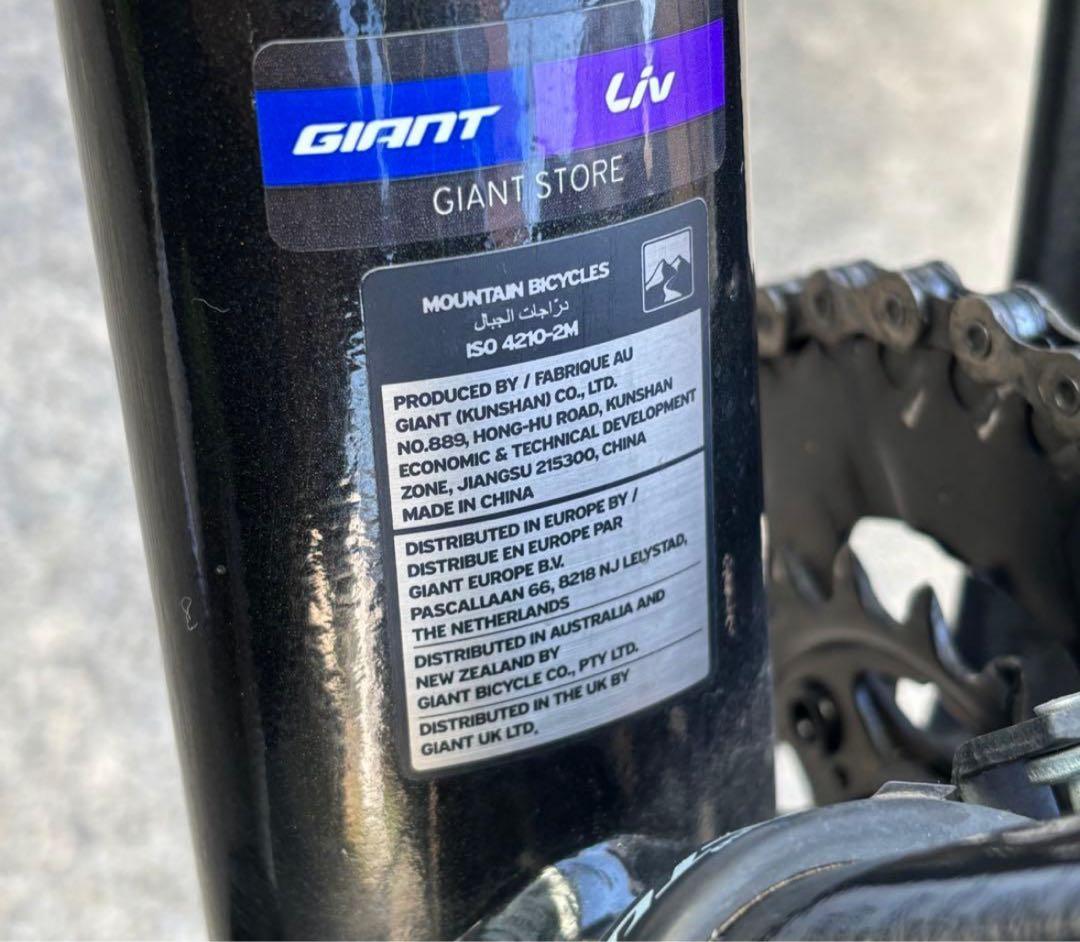 GIANT Liv
GIANT STORE
MOUNTAIN BICYCLES
درّاجات الجبال
ISO 4210-2M
PRODUCED BY / FABRIQUE AU
GIANT (KUNSHAN) CO., LTD.
NO.889, HONG-HU ROAD, KUNSHAN
ECONOMIC & TECHNICAL DEVELOPMENT
ZONE, JIANGSU 215300, CHINA
MADE IN CHINA
DISTRIBUTED IN EUROPE BY /
DISTRIBUE EN EUROPE PAR
GIANT EUROPE B.V.
PASCALLAAN 66, 8218 NJ LELYSTAD,
THE NETHERLANDS
DISTRIBUTED IN AUSTRALIA AND
NEW ZEALAND BY
GIANT BICYCLE CO., PTY LTD.
DISTRIBUTED IN THE UK BY
GIANT UK LTD.